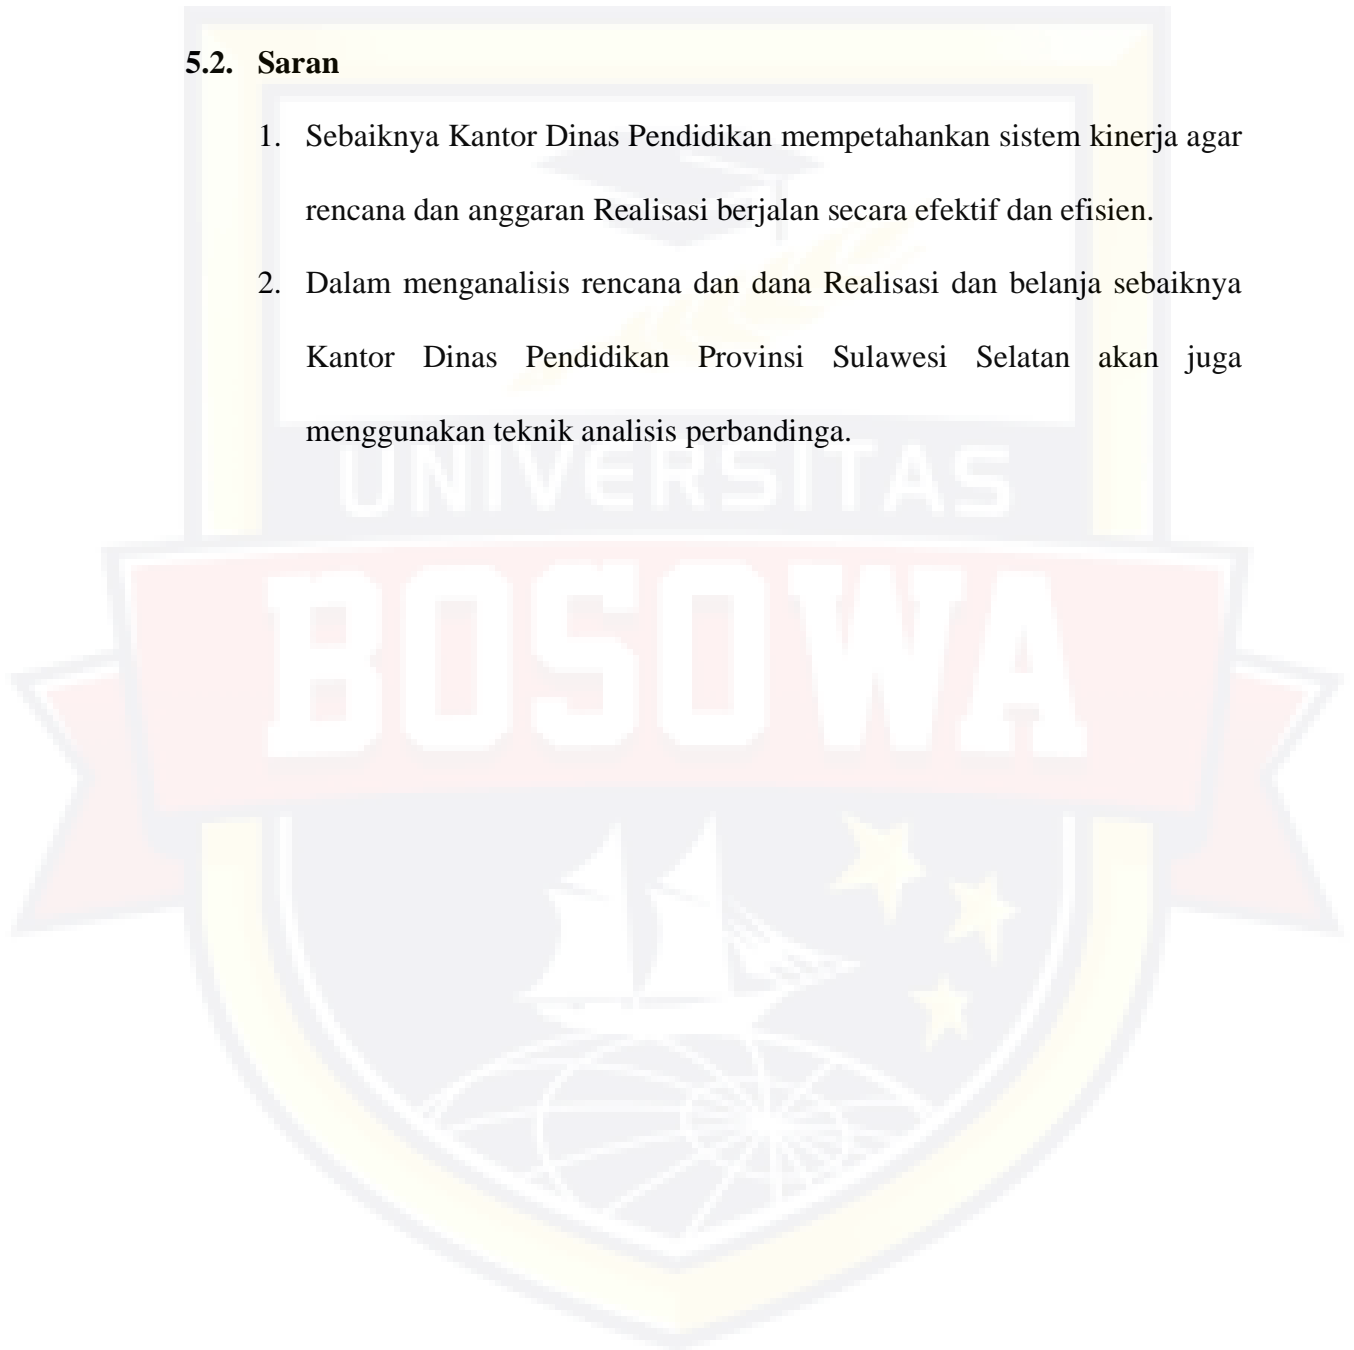 5.2. Saran
1. Sebaiknya Kantor Dinas Pendidikan mempetahankan sistem kinerja agar
rencana dan anggaran Realisasi berjalan secara efektif dan efisien.
2. Dalam menganalisis rencana dan dana Realisasi dan belanja sebaiknya
Kantor Dinas Pendidikan Provinsi Sulawesi Selatan akan juga
menggunakan teknik analisis perbandinga.
UNIVERSITAS
BOSOWA